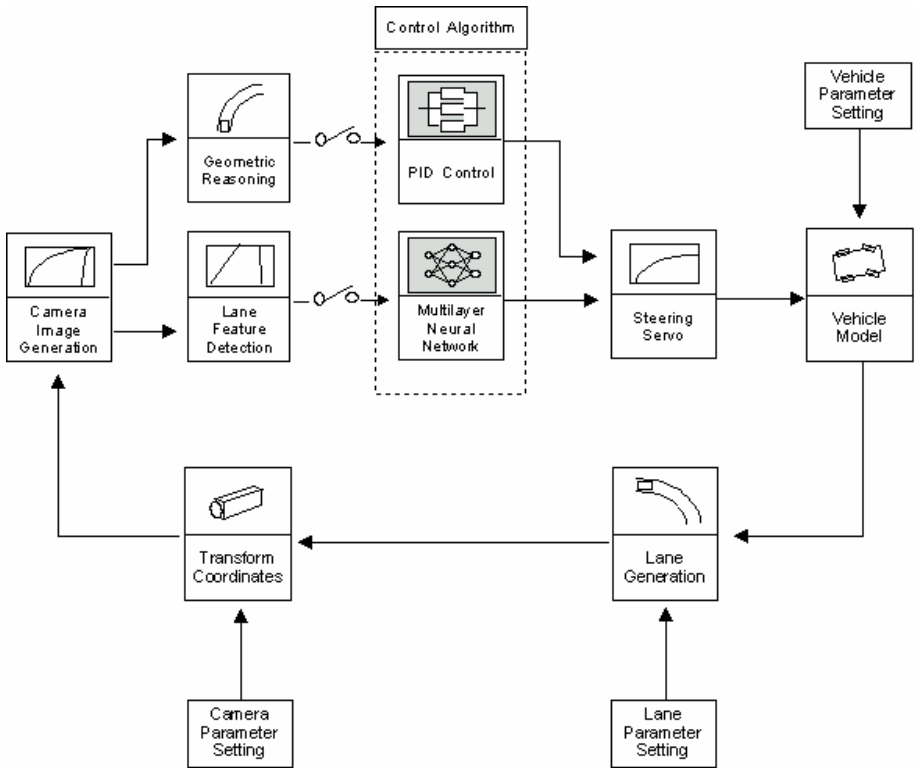 Control Algorithm
Vehicle
Parameter
Setting
Geometric
Reasoning
PID Control
Camera
Image
Generation
Lane
Feature
Detection
Multilayer
Neural
Network
Steering
Servo
Vehicle
Model
Transform
Coordinates
Lane
Generation
Camera
Parameter
Setting
Lane
Parameter
Setting